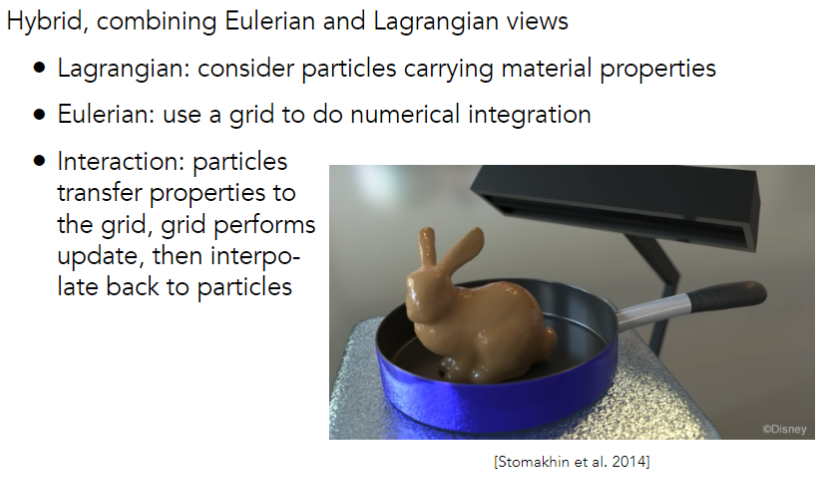 Hybrid, combining Eulerian and Lagrangian views
• Lagrangian: consider particles carrying material properties
• Eulerian: use a grid to do numerical integration
• Interaction: particles
transfer properties to
the grid, grid performs
update, then interpo-
late back to particles
©Disney
[Stomakhin et al. 2014]